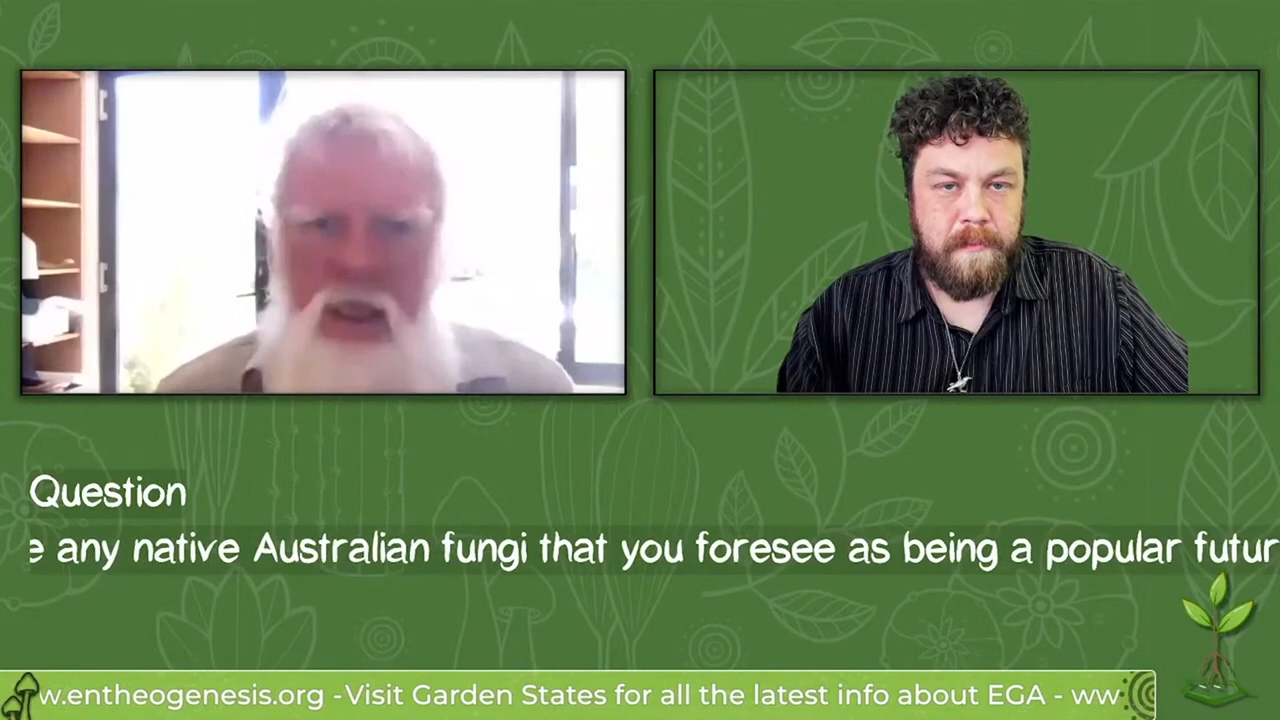 Question
e any native Australian fungi that you foresee as being a popular futur
w.entheogenesis.org -Visit Garden States for all the latest info about EGA - ww